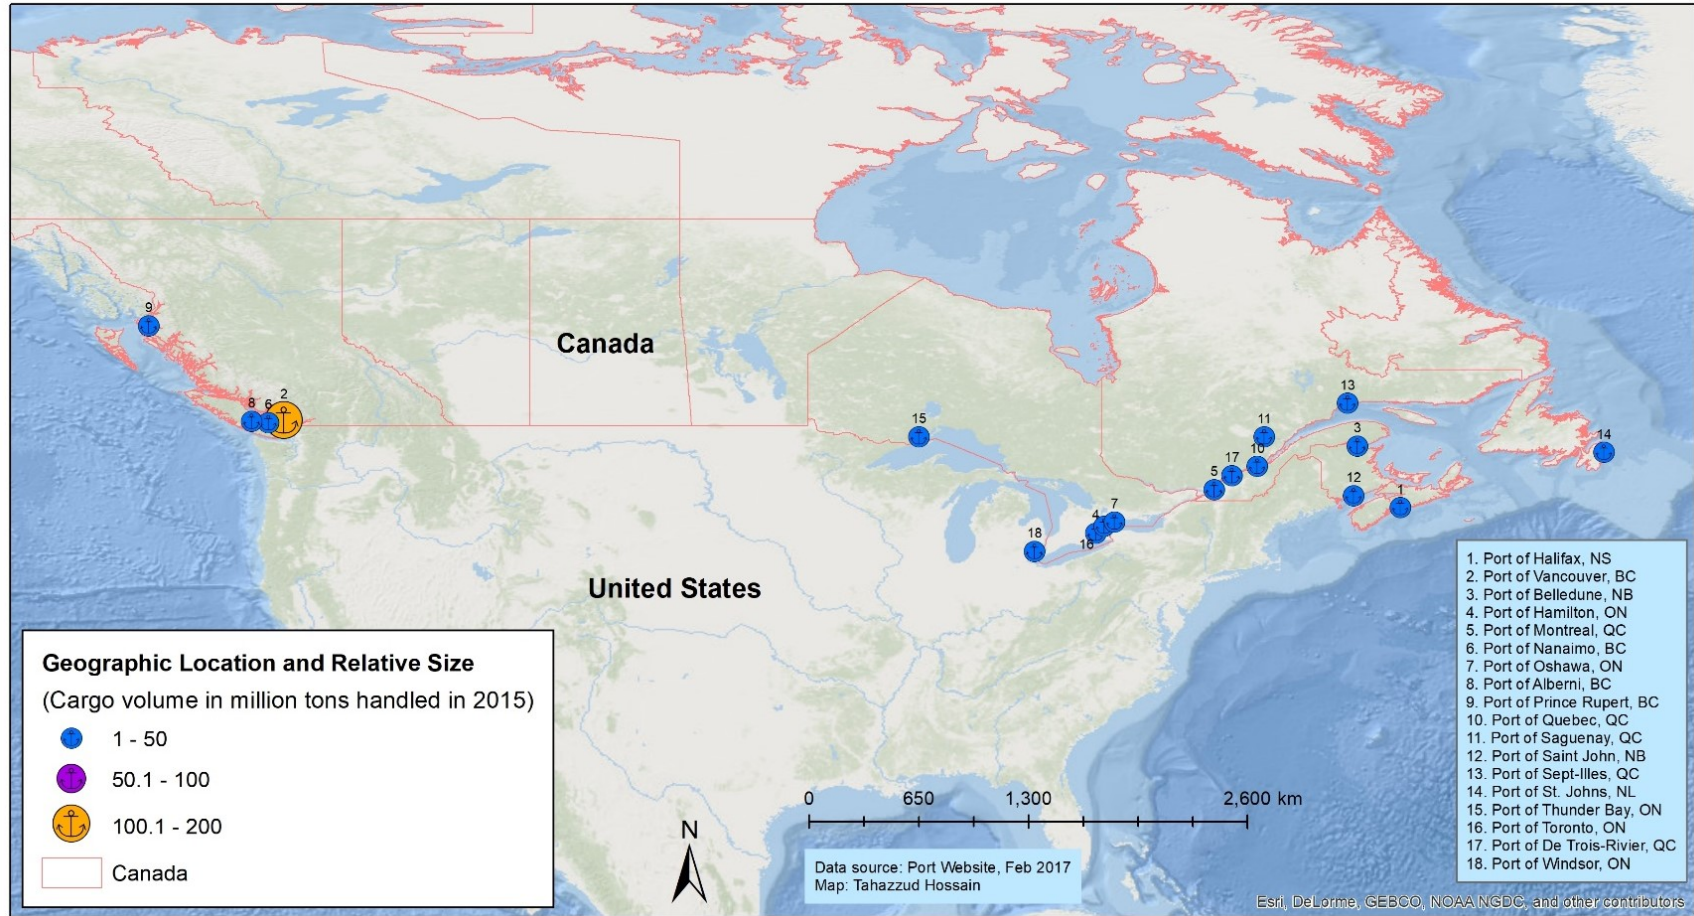 9
Canada
2
8
6
13
15
11
3
14
10
17
5
12
1
7
4
16
18
United States
1. Port of Halifax, NS
2. Port of Vancouver, BC
3. Port of Belledune, NB
4. Port of Hamilton, ON
5. Port of Montreal, QC
6. Port of Nanaimo, BC
7. Port of Oshawa, ON
8. Port of Alberni, BC
9. Port of Prince Rupert, BC
10. Port of Quebec, QC
11. Port of Saguenay, QC
12. Port of Saint John, NB
13. Port of Sept-Illes, QC
14. Port of St. Johns, NL
15. Port of Thunder Bay, ON
16. Port of Toronto, ON
17. Port of De Trois-Rivier, QC
18. Port of Windsor, ON
Geographic Location and Relative Size
(Cargo volume in million tons handled in 2015)
1 - 50
50.1 - 100
100.1 - 200
Canada
N
0 650 1,300 2,600 km
Data source: Port Website, Feb 2017
Map: Tahazzud Hossain
Esri, DeLorme, GEBCO, NOAA NGDC, and other contributors